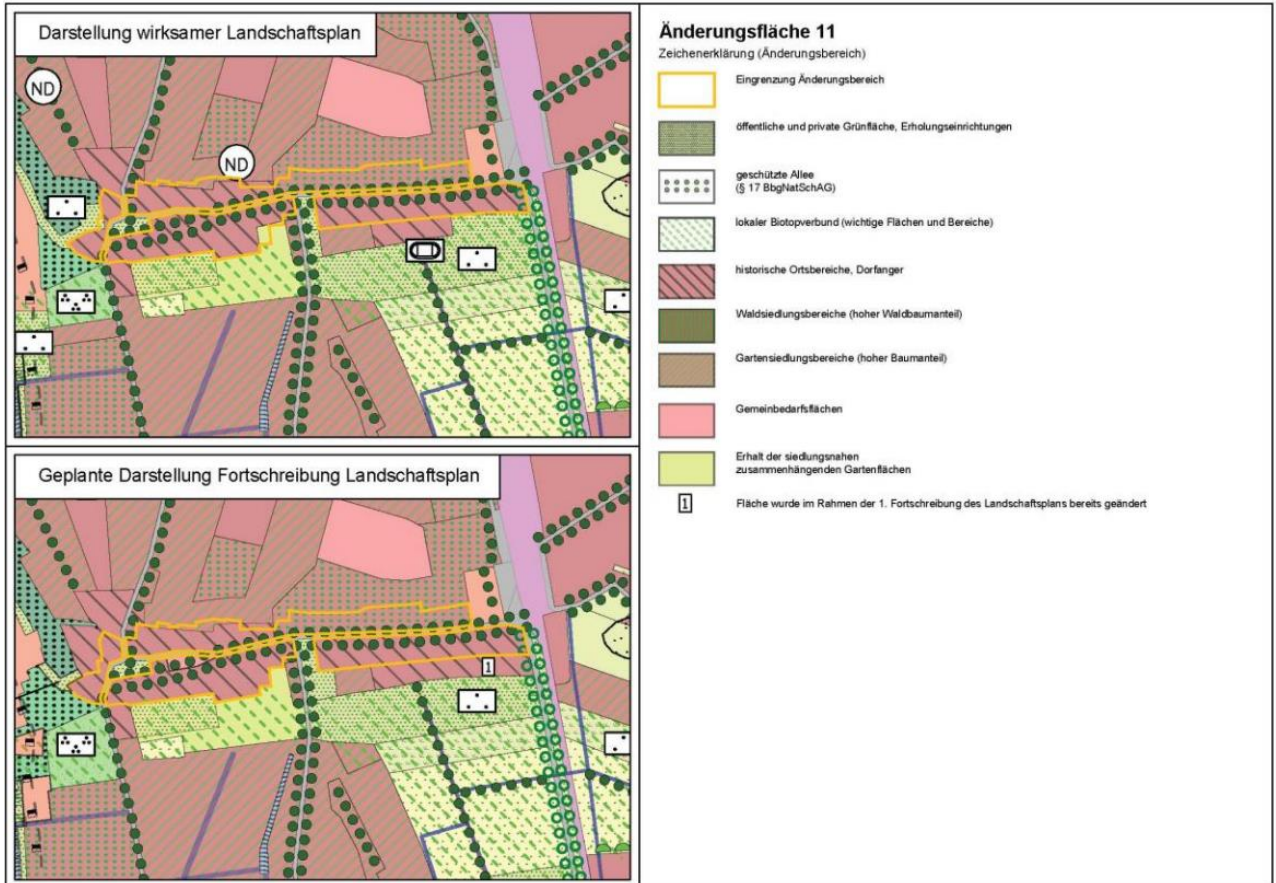 Darstellung wirksamer Landschaftsplan
ND
ND
Geplante Darstellung Fortschreibung Landschaftsplan
1
Änderungsfläche 11
Zeichenerklärung (Änderungsbereich)
Eingrenzung Änderungsbereich
öffentliche und private Grünfläche, Erholungseinrichtungen
geschützte Allee
(§ 17 BbgNatSchAG)
lokaler Biotopverbund (wichtige Flächen und Bereiche)
historische Ortsbereiche, Dorfanger
Waldsiedlungsbereiche (hoher Waldbaumanteil)
Gartensiedlungsbereiche (hoher Baumanteil)
Gemeinbedarfsflächen
Erhalt der siedlungsnahen
zusammenhängenden Gartenflächen
1 Fläche wurde im Rahmen der 1. Fortschreibung des Landschaftsplans bereits geändert